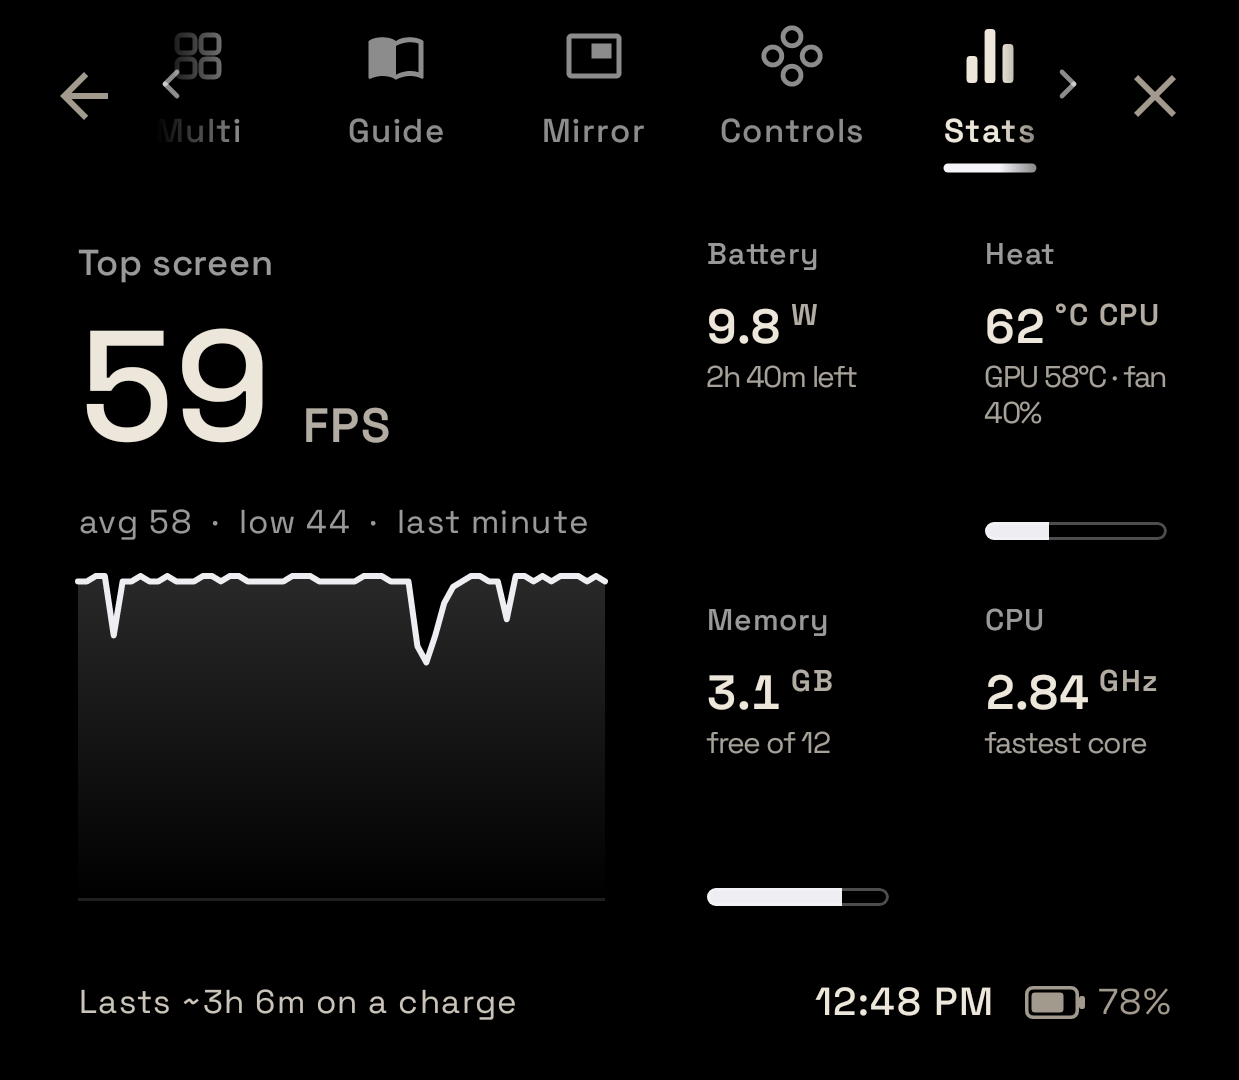 Multi
Guide
Mirror
Controls
Stats
Top screen
59 FPS
avg 58 · low 44 · last minute
Battery
9.8 W
2h 40m left
Heat
62 °C CPU
GPU 58°C · fan
40%
Memory
3.1 GB
free of 12
CPU
2.84 GHz
fastest core
Lasts ~3h 6m on a charge
12:48 PM
78%